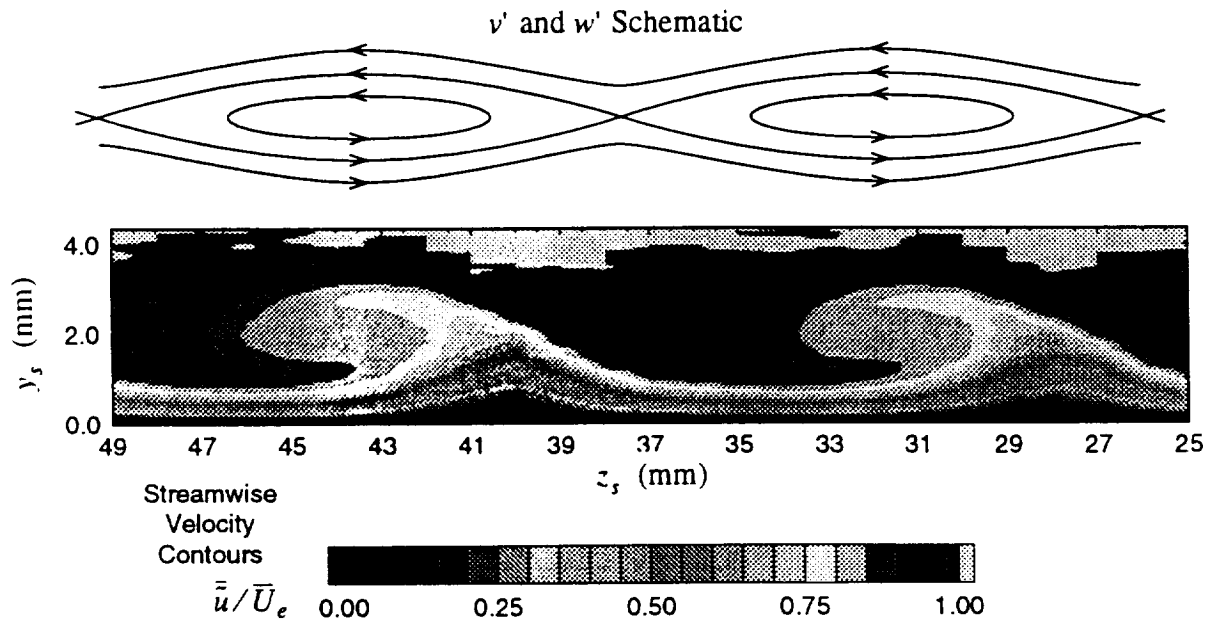 v' and w' Schematic
4.0
2.0
0.0
y_s (mm)
49 47 45 43 41 39 37 35 33 31 29 27 25
z_s (mm)
Streamwise
Velocity
Contours
ũ̄/U̅_e
0.00 0.25 0.50 0.75 1.00